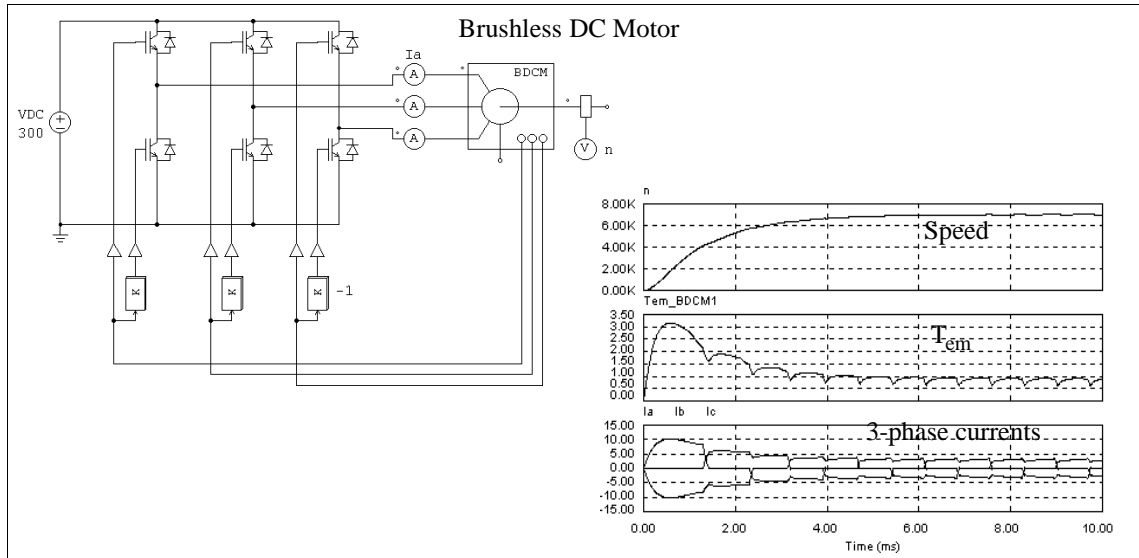 Brushless DC Motor
Ia
A
A
A
BDCM
VDC
300
V
n
K
K
K
-1
n
8.00K
6.00K
4.00K
2.00K
0.00K
Speed
Tem_BDCM1
3.50
3.00
2.50
2.00
1.50
1.00
0.50
0.00
Tem
Ia Ib Ic
15.00
10.00
5.00
0.00
-5.00
-10.00
-15.00
3-phase currents
0.00 2.00 4.00 6.00 8.00 10.00
Time (ms)